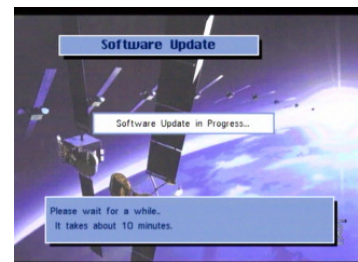 Software Update
Software Update in Progress...
Please wait for a while..
It takes about 10 minutes.